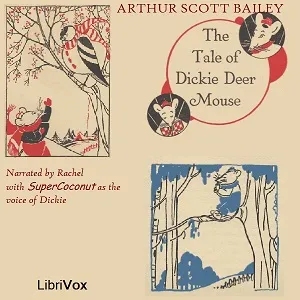 ARTHUR SCOTT BAILEY
The
Tale of
Dickie Deer
Mouse
Narrated by Rachel
with SuperCoconut as the
voice of Dickie
LibriVox